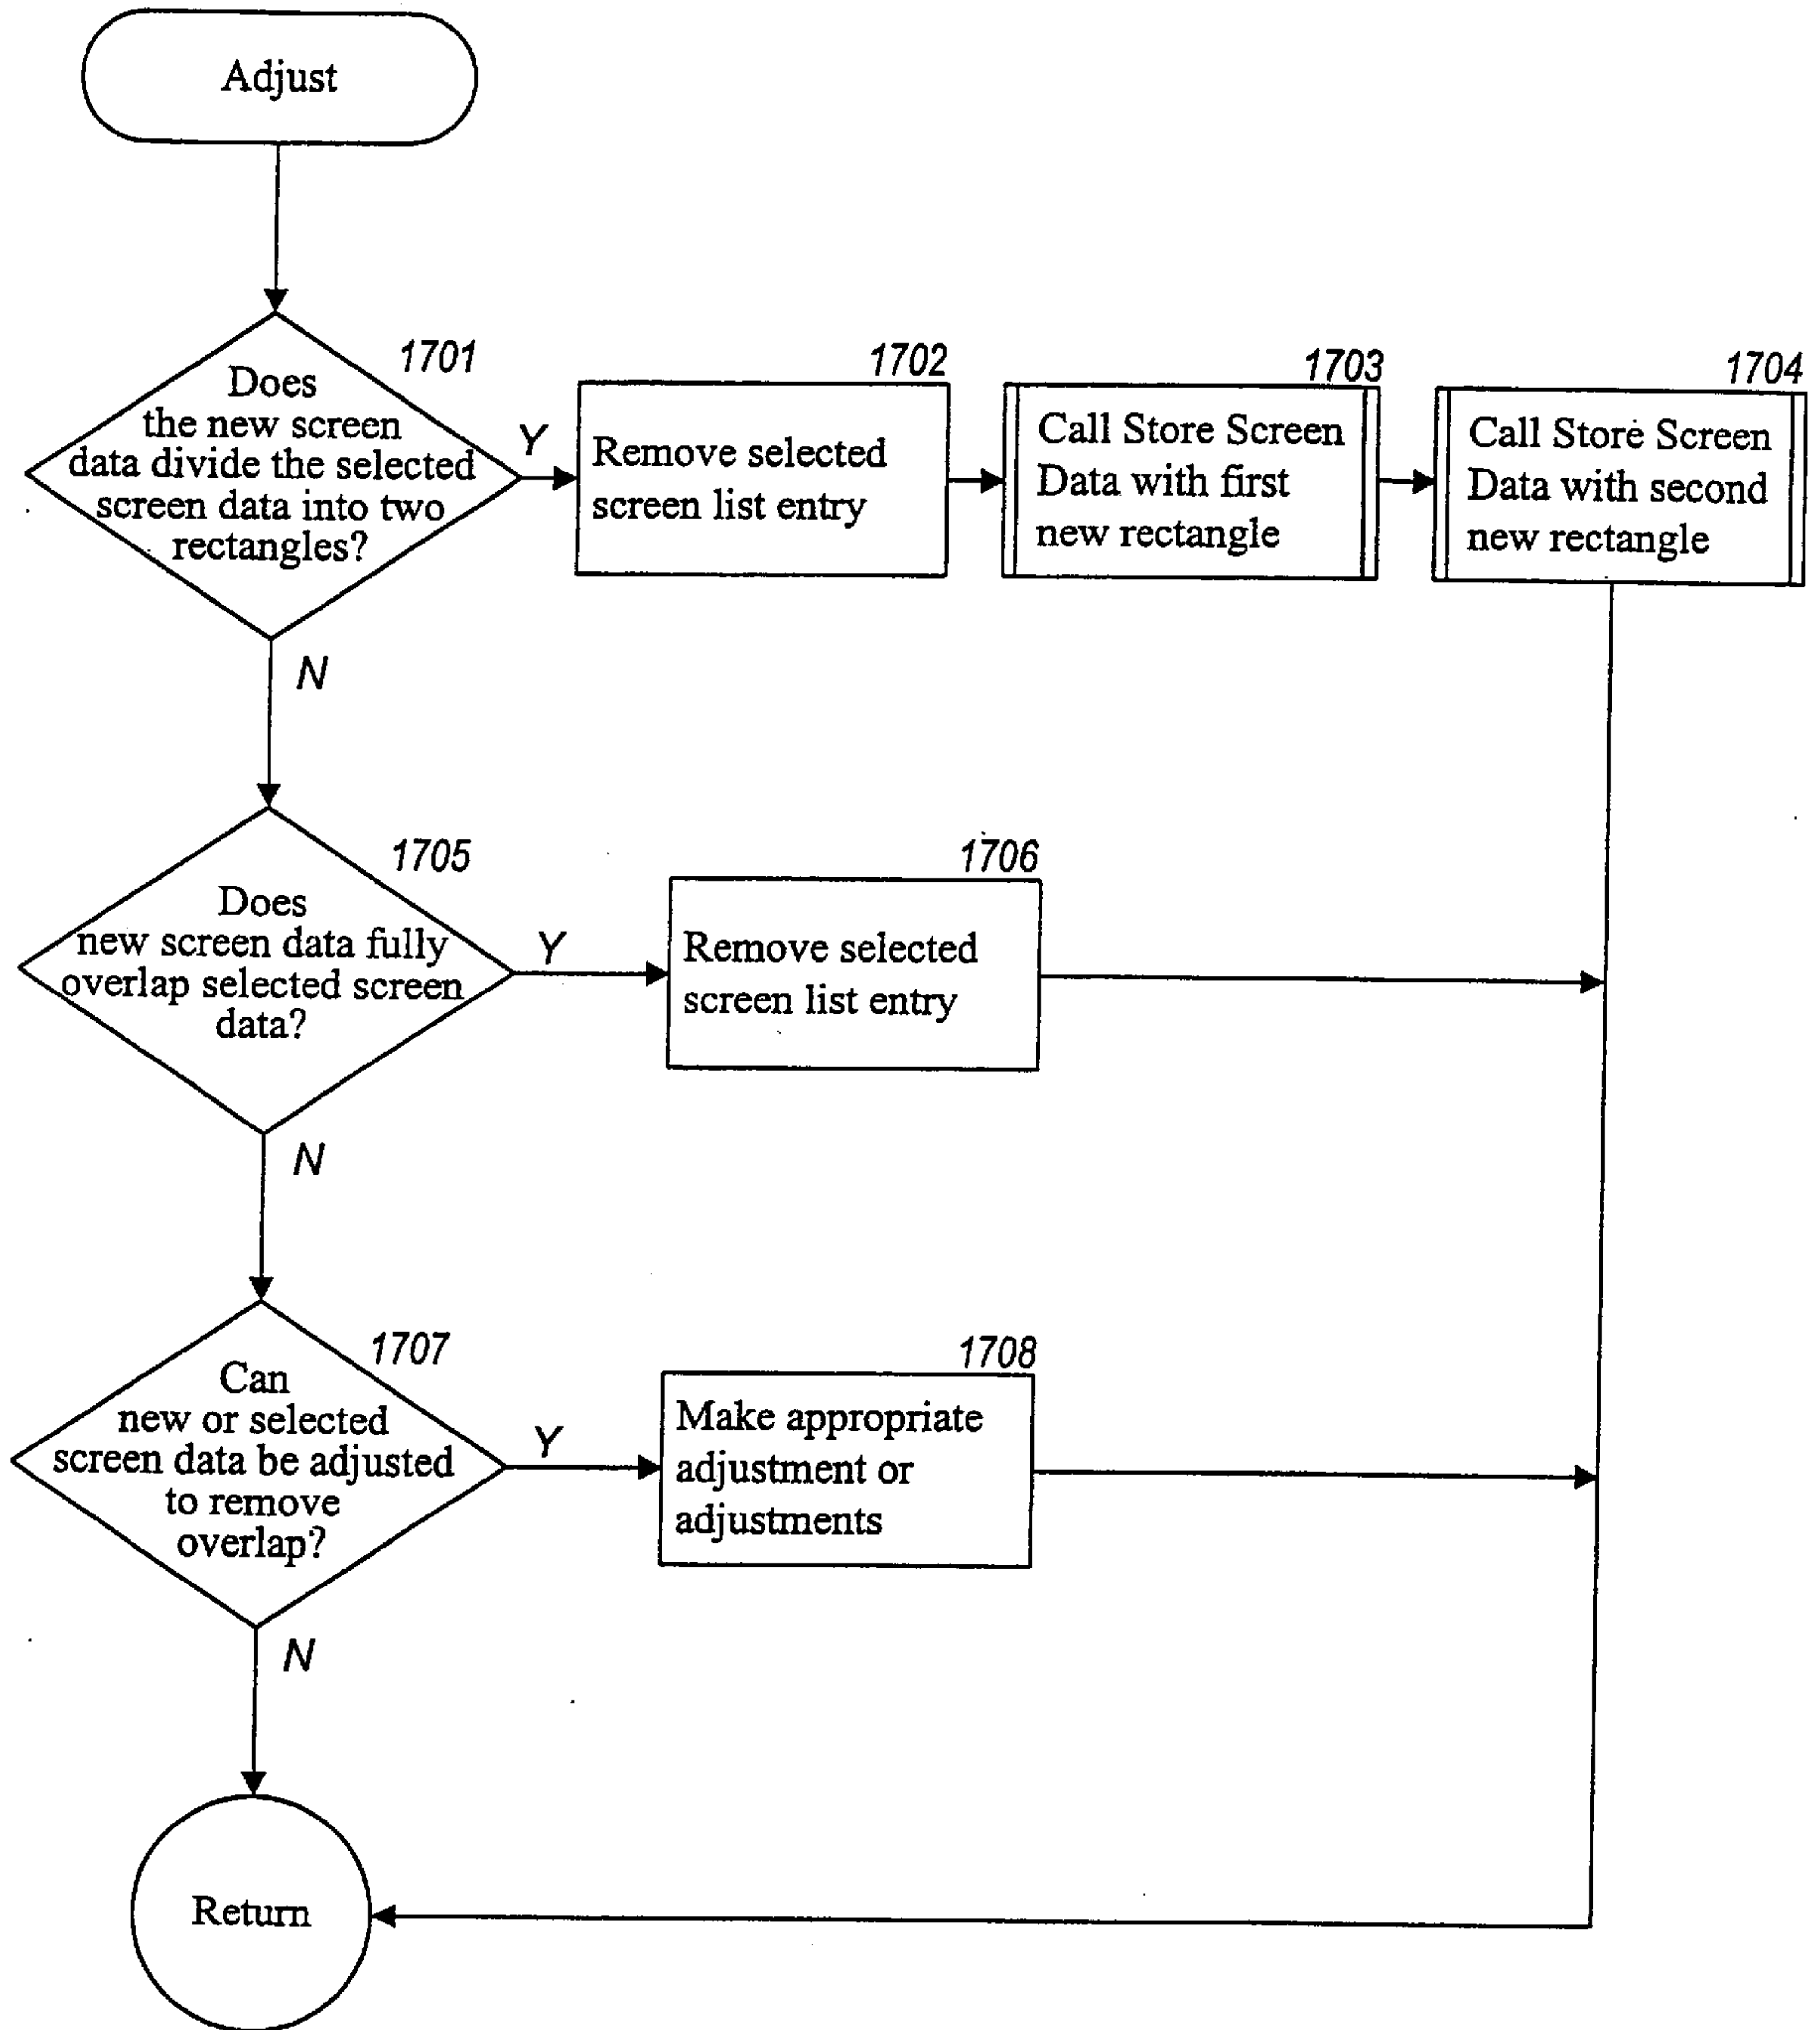 Adjust
1701
Does
the new screen
data divide the selected
screen data into two
rectangles?
Y
1702
Remove selected
screen list entry
1703
Call Store Screen
Data with first
new rectangle
1704
Call Store Screen
Data with second
new rectangle
N
1705
Does
new screen data fully
overlap selected screen
data?
Y
1706
Remove selected
screen list entry
N
1707
Can
new or selected
screen data be adjusted
to remove
overlap?
Y
1708
Make appropriate
adjustment or
adjustments
N
Return